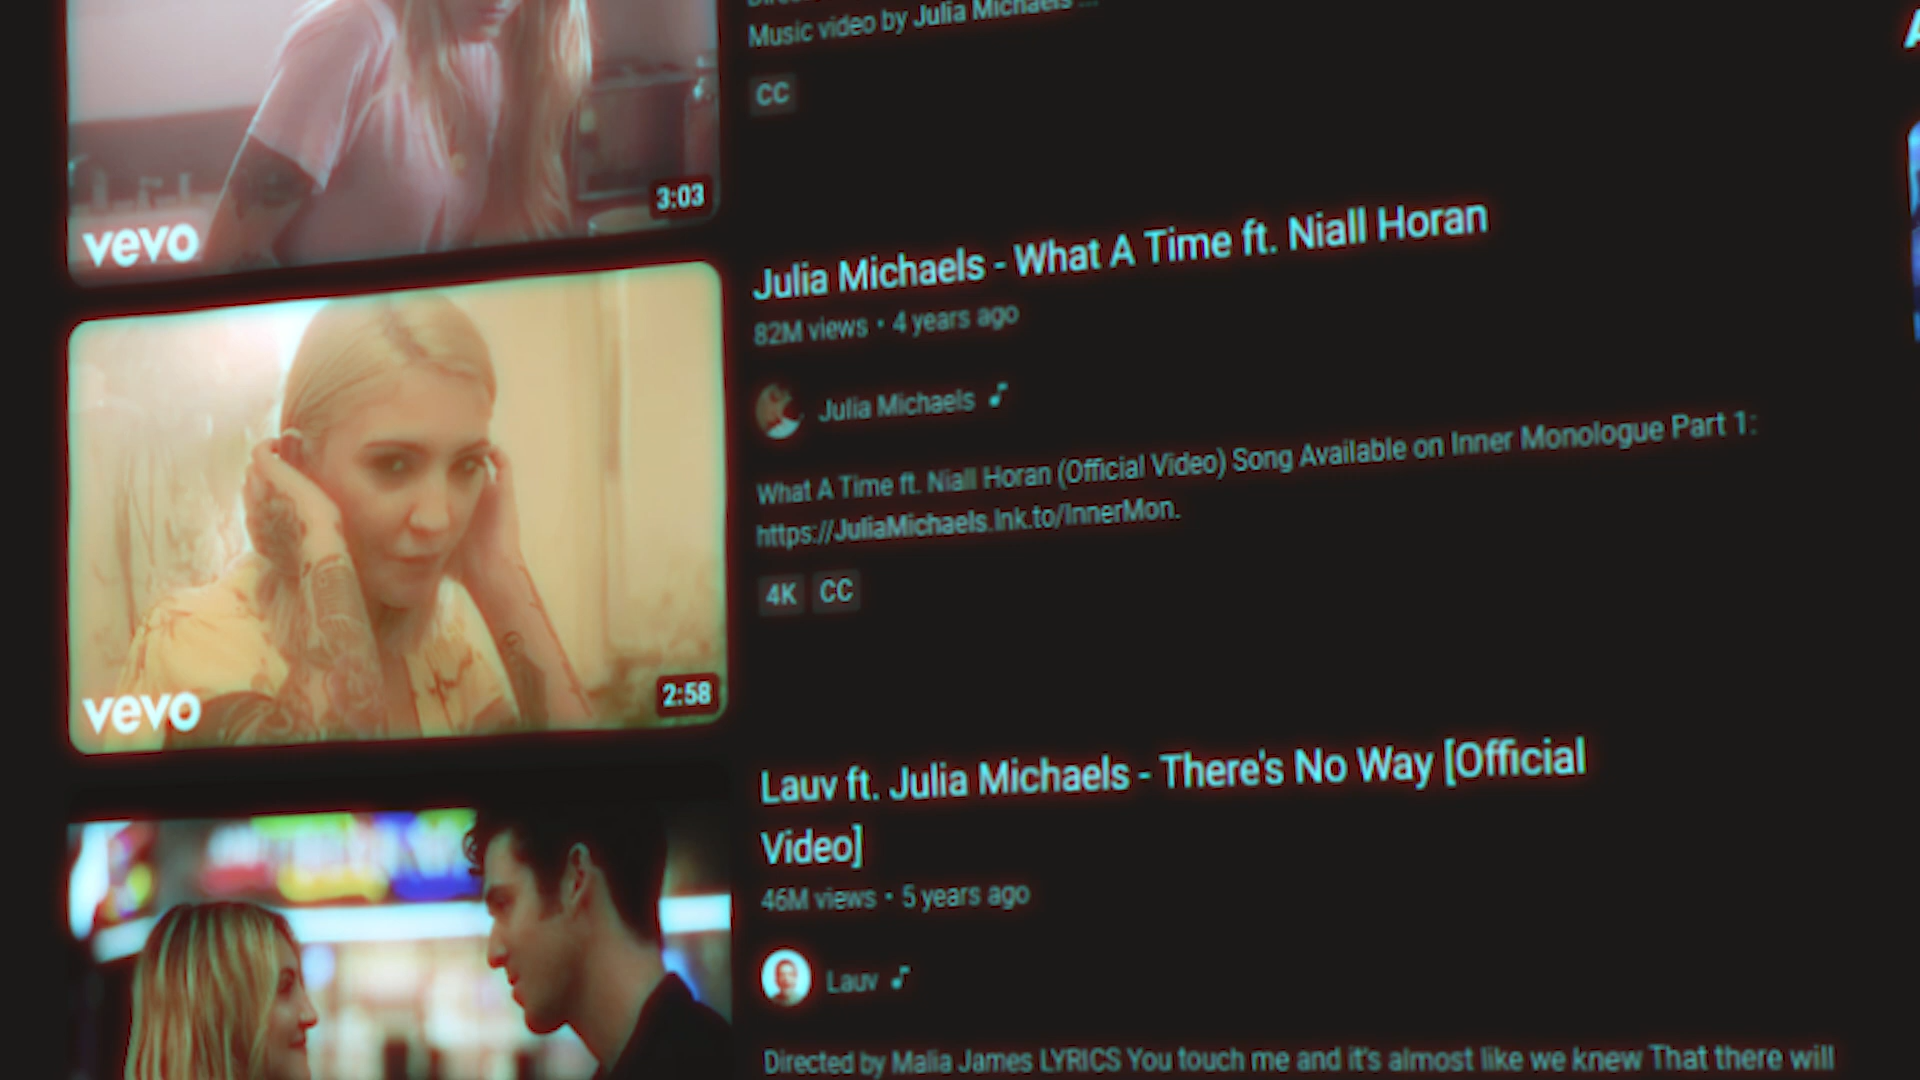 Music video by Julia Michaels ...
CC
3:03
vevo
Julia Michaels - What A Time ft. Niall Horan
82M views • 4 years ago
Julia Michaels
What A Time ft. Niall Horan (Official Video) Song Available on Inner Monologue Part 1:
https://JuliaMichaels.lnk.to/InnerMon.
4K CC
2:58
vevo
Lauv ft. Julia Michaels - There's No Way [Official
Video]
46M views • 5 years ago
Lauv
Directed by Malia James LYRICS You touch me and it's almost like we knew That there will